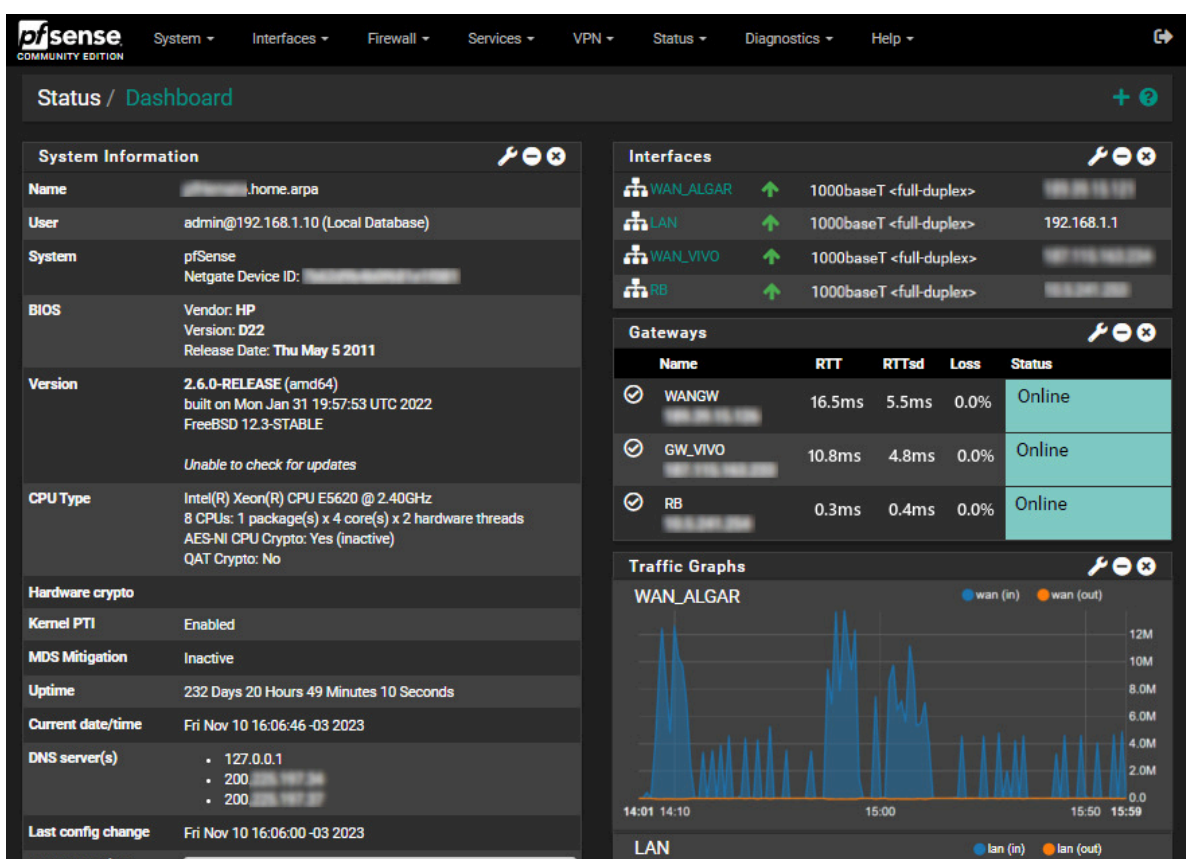 pfsense
COMMUNITY EDITION
System
Interfaces
Firewall
Services
VPN
Status
Diagnostics
Help
Status / Dashboard
System Information
Name
.home.arpa
User
admin@192.168.1.10 (Local Database)
System
pfSense
Netgate Device ID:
BIOS
Vendor: HP
Version: D22
Release Date: Thu May 5 2011
Version
2.6.0-RELEASE (amd64)
built on Mon Jan 31 19:57:53 UTC 2022
FreeBSD 12.3-STABLE
Unable to check for updates
CPU Type
Intel(R) Xeon(R) CPU E5620 @ 2.40GHz
8 CPUs: 1 package(s) x 4 core(s) x 2 hardware threads
AES-NI CPU Crypto: Yes (inactive)
QAT Crypto: No
Hardware crypto
Kernel PTI
Enabled
MDS Mitigation
Inactive
Uptime
232 Days 20 Hours 49 Minutes 10 Seconds
Current date/time
Fri Nov 10 16:06:46 -03 2023
DNS server(s)
127.0.0.1
200.
200.
Last config change
Fri Nov 10 16:06:00 -03 2023
Interfaces
WAN_ALGAR 1000baseT <full-duplex>
LAN 1000baseT <full-duplex> 192.168.1.1
WAN_VIVO 1000baseT <full-duplex>
RB 1000baseT <full-duplex>
Gateways
Name RTT RTTsd Loss Status
WANGW 16.5ms 5.5ms 0.0% Online
GW_VIVO 10.8ms 4.8ms 0.0% Online
RB 0.3ms 0.4ms 0.0% Online
Traffic Graphs
WAN_ALGAR
wan (in) wan (out)
12M
10M
8.0M
6.0M
4.0M
2.0M
0.0
14:01 14:10 15:00 15:50 15:59
LAN
lan (in) lan (out)